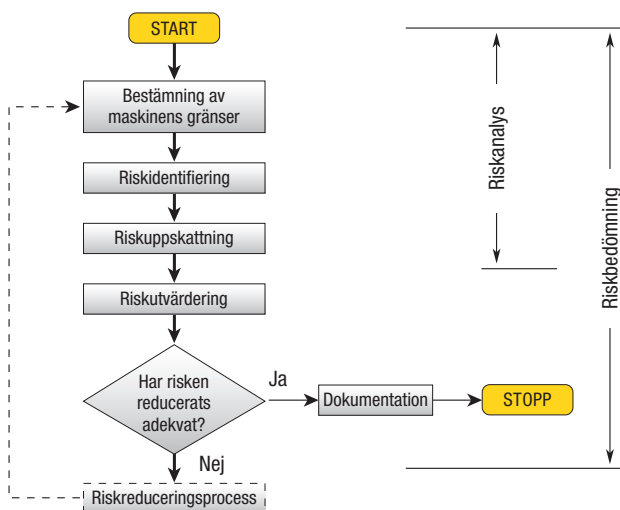 START
Bestämning av
maskinens gränser
Riskidentifiering
Riskuppskattning
Riskutvärdering
Har risken
reducerats
adekvat?
Ja
Dokumentation
STOPP
Nej
Riskreduceringsprocess
Riskanalys
Riskbedömning